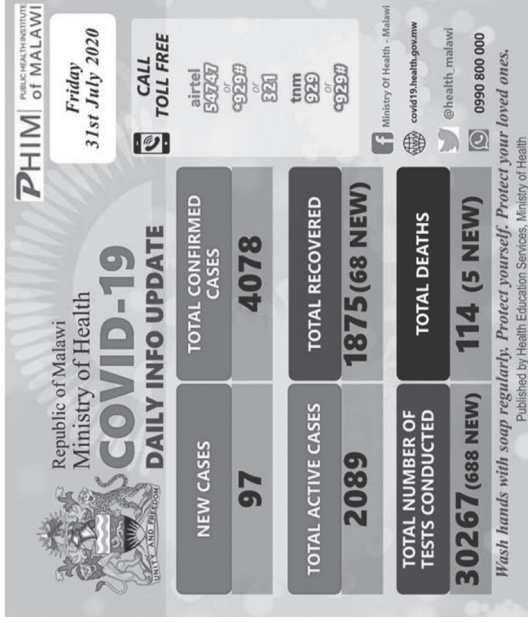 PHIM
PUBLIC HEALTH INSTITUTE
of MALAWI
Republic of Malawi
Ministry of Health
COVID-19
DAILY INFO UPDATE
UNITY AND FREEDOM
Friday
31st July 2020
NEW CASES
97
TOTAL CONFIRMED
CASES
4078
TOTAL ACTIVE CASES
2089
TOTAL RECOVERED
1875(68 NEW)
TOTAL NUMBER OF
TESTS CONDUCTED
30267(688 NEW)
TOTAL DEATHS
114 (5 NEW)
CALL
TOLL FREE
airtel
54747
or
*929#
or
321
tnm
929
or
*929#
Ministry Of Health - Malawi
covid19.health.gov.mw
@health_malawi
0990 800 000
Wash hands with soap regularly. Protect yourself. Protect your loved ones.
Published by Health Education Services, Ministry of Health